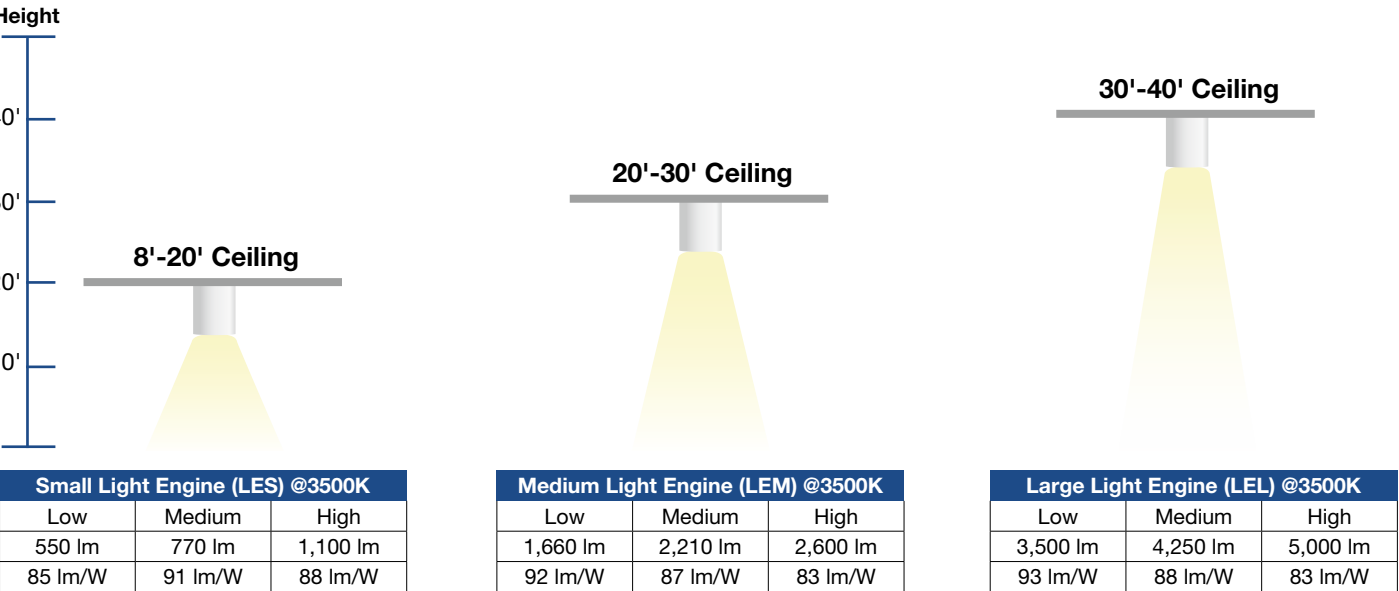 Height
30'-40' Ceiling
20'-30' Ceiling
8'-20' Ceiling
0'
0'
0'
0'
Small Light Engine (LES) @3500K
Low Medium High
550 lm 770 lm 1,100 lm
85 lm/W 91 lm/W 88 lm/W
Medium Light Engine (LEM) @3500K
Low Medium High
1,660 lm 2,210 lm 2,600 lm
92 lm/W 87 lm/W 83 lm/W
Large Light Engine (LEL) @3500K
Low Medium High
3,500 lm 4,250 lm 5,000 lm
93 lm/W 88 lm/W 83 lm/W